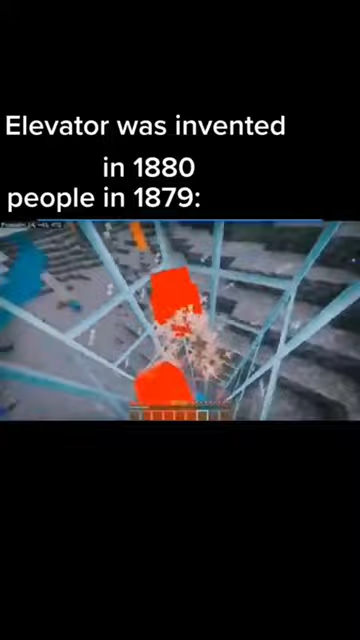 Elevator was invented
in 1880
people in 1879: